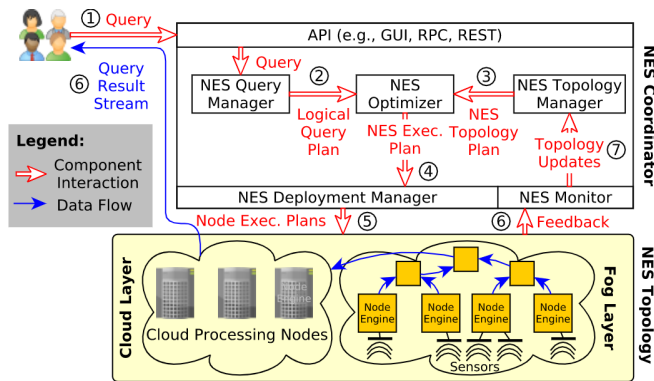 ① Query
API (e.g., GUI, RPC, REST)
Query
⑥ Query
Result
Stream
NES Query
Manager
②
Logical
Query
Plan
NES
Optimizer
③
NES
Topology
Plan
NES Topology
Manager
NES Exec.
Plan
④
Topology
Updates
⑦
NES Coordinator
Legend:
Component
Interaction
Data Flow
NES Deployment Manager
NES Monitor
Node Exec. Plans
⑤
⑥ Feedback
Cloud Layer
Node
Engine
Cloud Processing Nodes
Node
Engine
Node
Engine
Node
Engine
Node
Engine
Sensors
Fog Layer
NES Topology